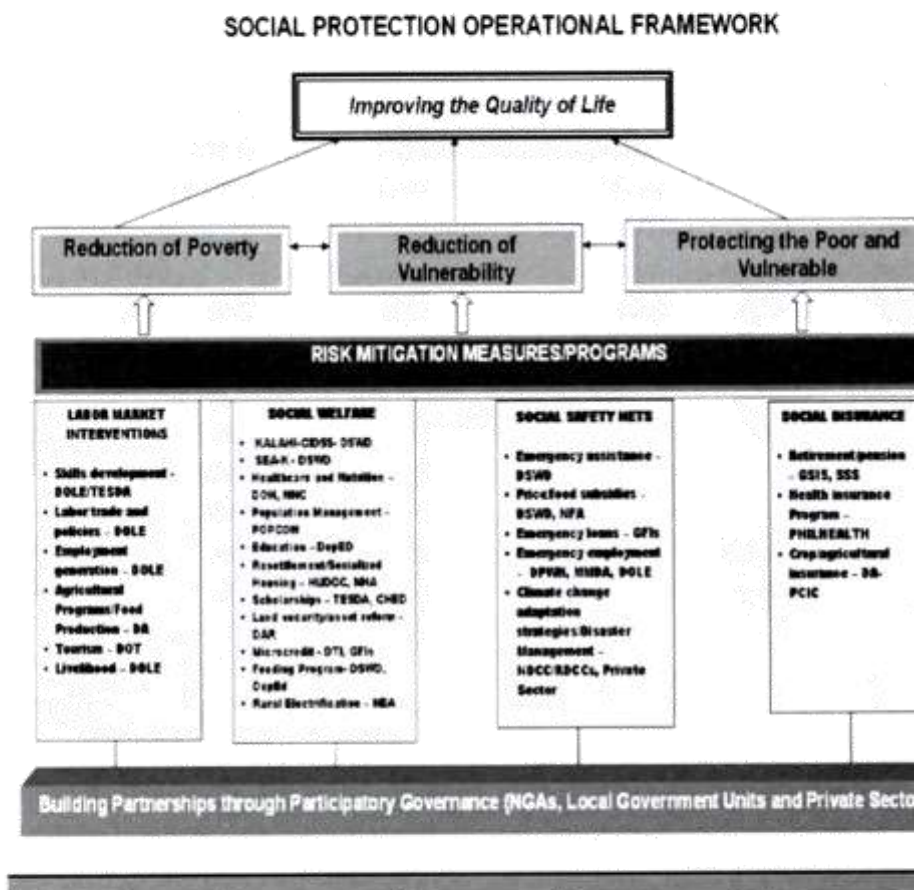 SOCIAL PROTECTION OPERATIONAL FRAMEWORK
Improving the Quality of Life
Reduction of Poverty
Reduction of
Vulnerability
Protecting the Poor and
Vulnerable
RISK MITIGATION MEASURES/PROGRAMS
LABOR MARKET
INTERVENTIONS
• Skills development -
DOLE/TESDA
• Labor trade and
policies - DOLE
• Employment
generation - DOLE
• Agricultural
Programs/Food
Production - DA
• Tourism - DOT
• Livelihood - DOLE
SOCIAL WELFARE
• KALAHI-CIDSS- DSWD
• SEA-K - DSWD
• Healthcare and Nutrition -
DOH, NNC
• Population Management -
POPCOM
• Education - DepED
• Resettlement/Socialized
Housing - HUDCC, NHA
• Scholarships - TESDA, CHED
• Land security/asset reform -
DAR
• Microcredit - DTI, GFIs
• Feeding Program- DSWD,
DepEd
• Rural Electrification - NEA
SOCIAL SAFETY NETS
• Emergency assistance -
DSWD
• Price/food subsidies -
DSWD, NFA
• Emergency loans - GFIs
• Emergency employment
- DPWH, MMDA, DOLE
• Climate change
adaptation
strategies/Disaster
Management -
NDCC/RDCCs, Private
Sector
SOCIAL INSURANCE
• Retirement/pension
- GSIS, SSS
• Health insurance
Program -
PHILHEALTH
• Crop/agricultural
insurance - DA-
PCIC
Building Partnerships through Participatory Governance (NGAs, Local Government Units and Private Secto